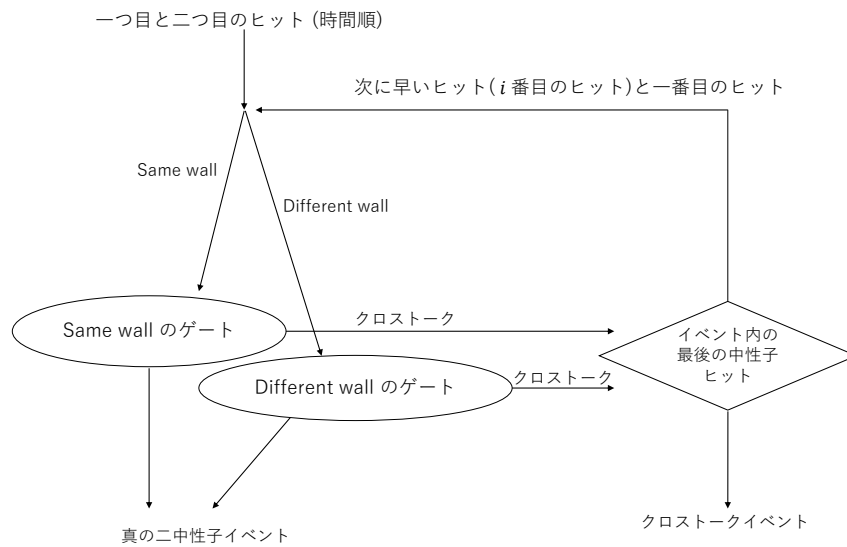 一つ目と二つ目のヒット (時間順)
次に早いヒット(i 番目のヒット)と一番目のヒット
Same wall
Different wall
Same wall のゲート
クロストーク
イベント内の
最後の中性子
ヒット
Different wall のゲート
クロストーク
真の二中性子イベント
クロストークイベント